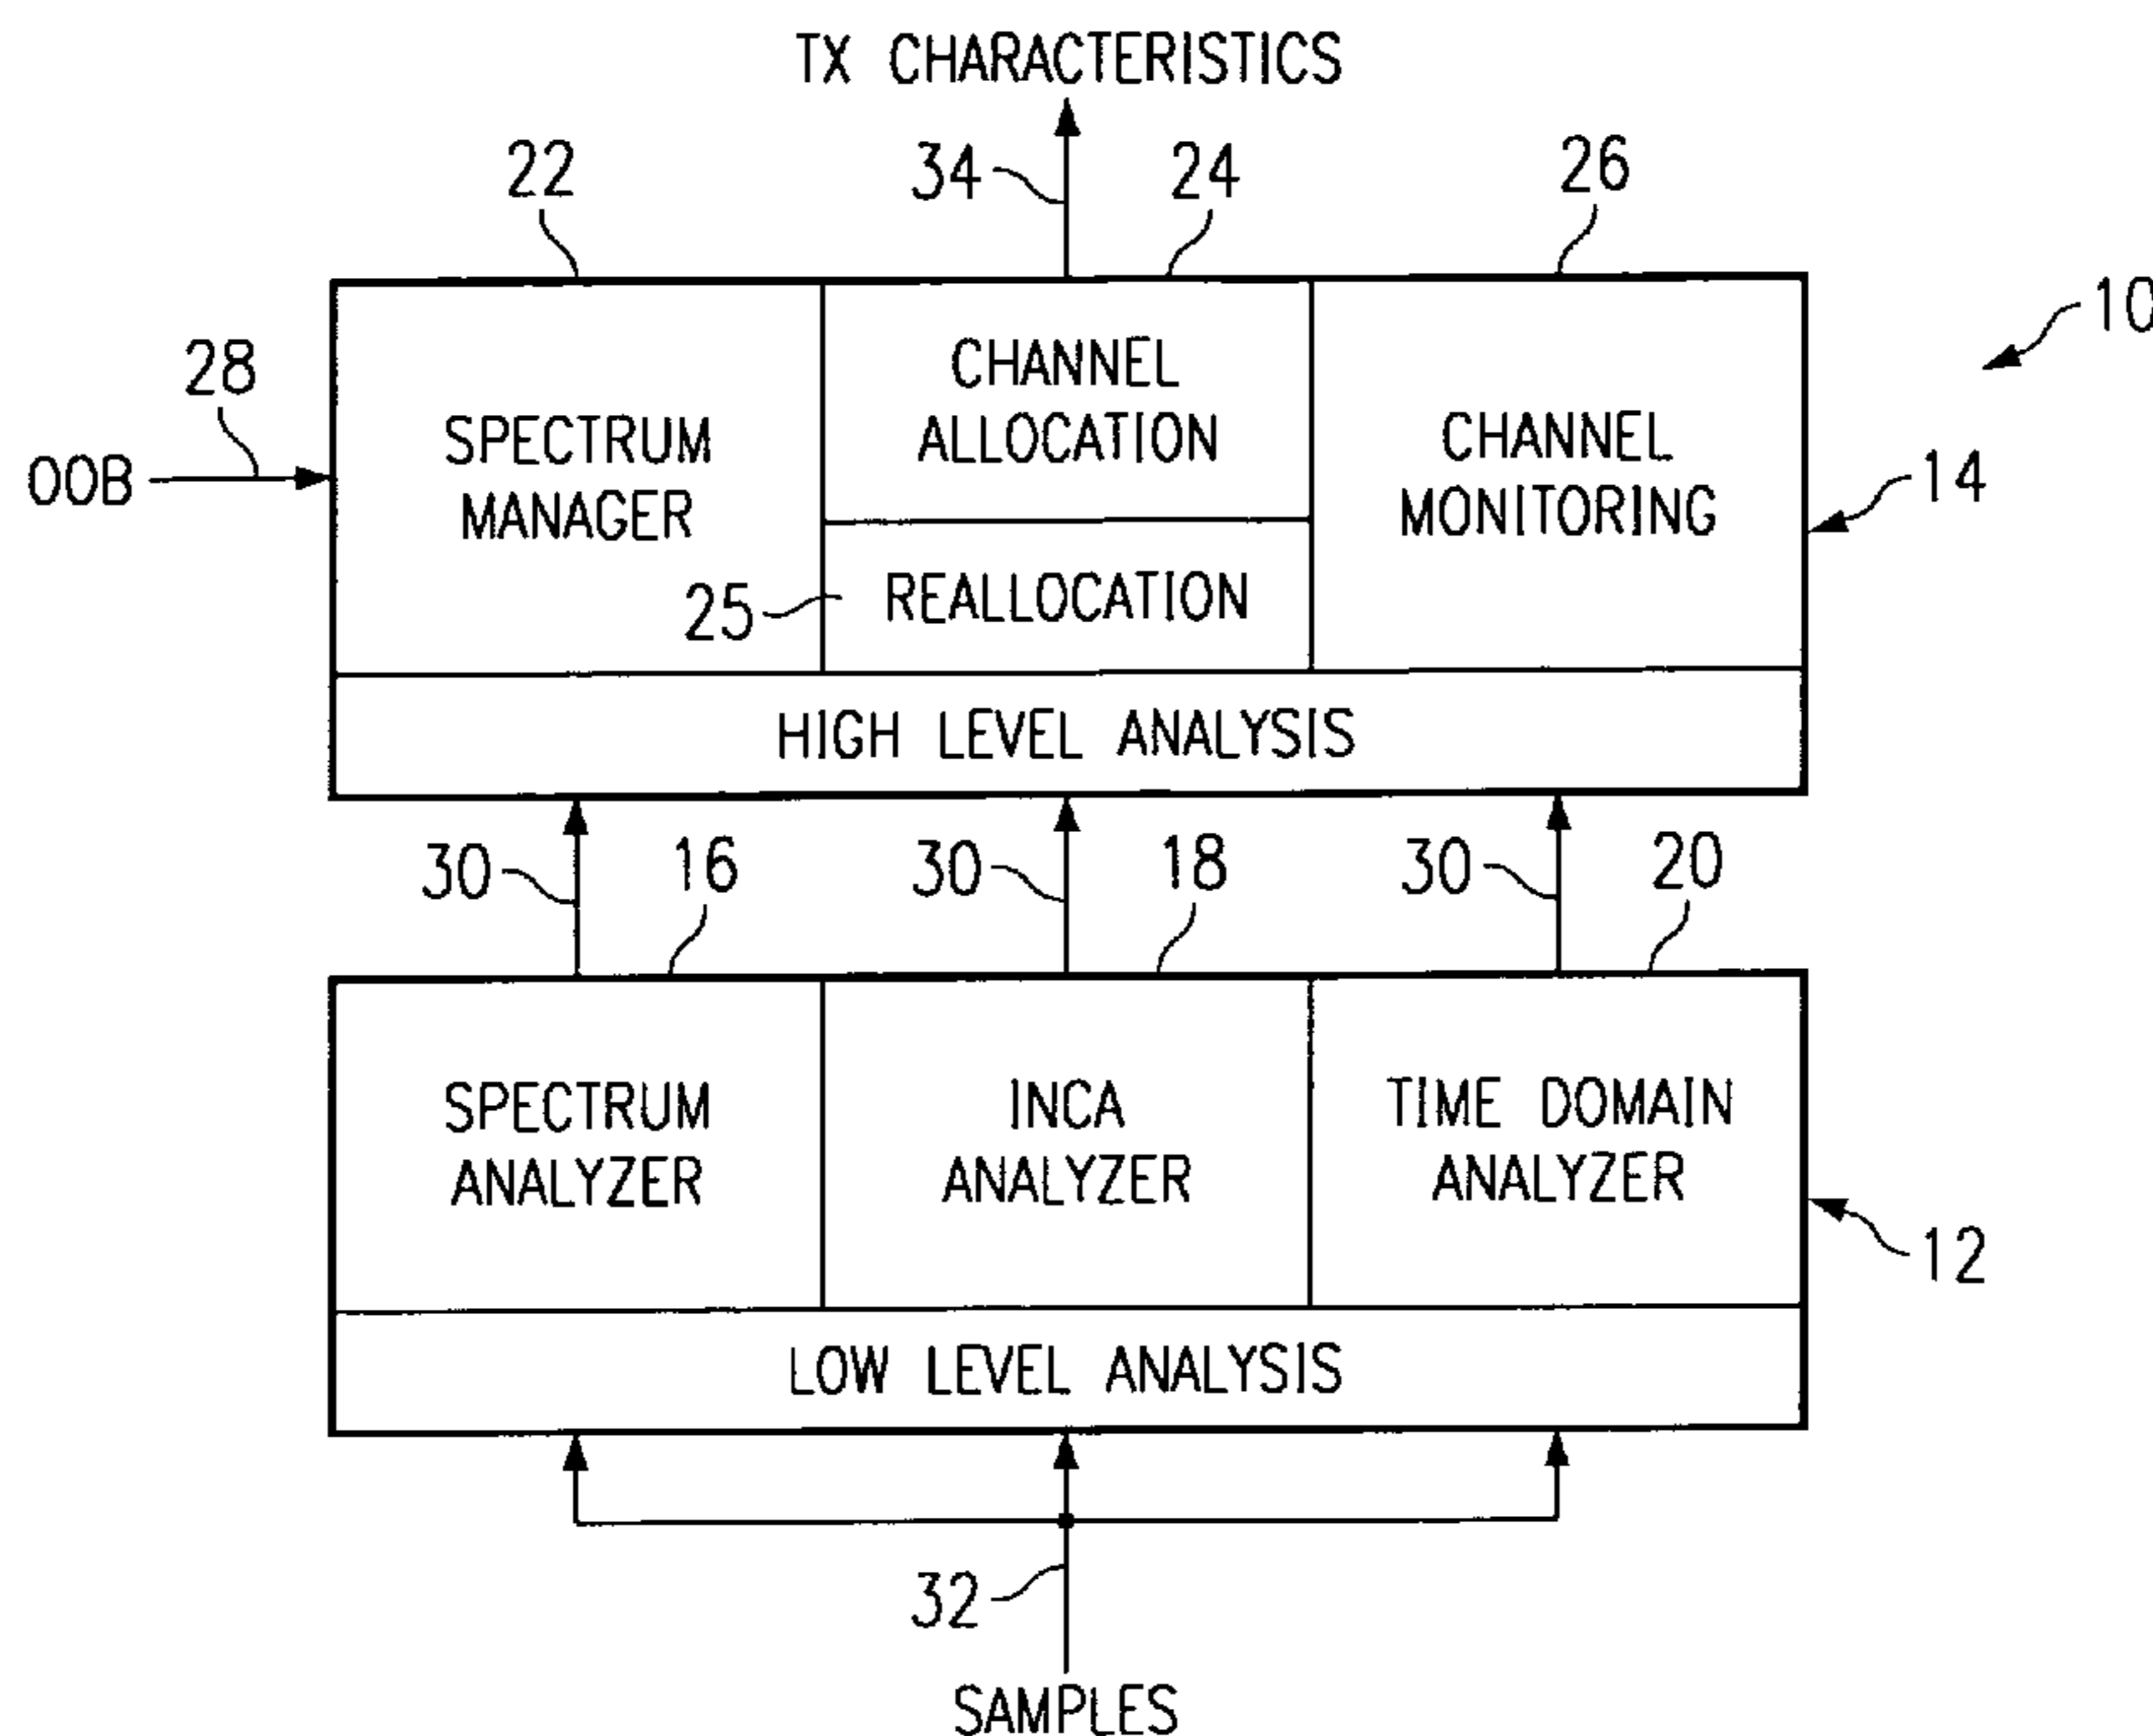 TX CHARACTERISTICS
22
34
24
26
10
28
OOB
SPECTRUM
MANAGER
CHANNEL
ALLOCATION
25
REALLOCATION
CHANNEL
MONITORING
14
HIGH LEVEL ANALYSIS
30
16
30
18
30
20
SPECTRUM
ANALYZER
INCA
ANALYZER
TIME DOMAIN
ANALYZER
12
LOW LEVEL ANALYSIS
32
SAMPLES